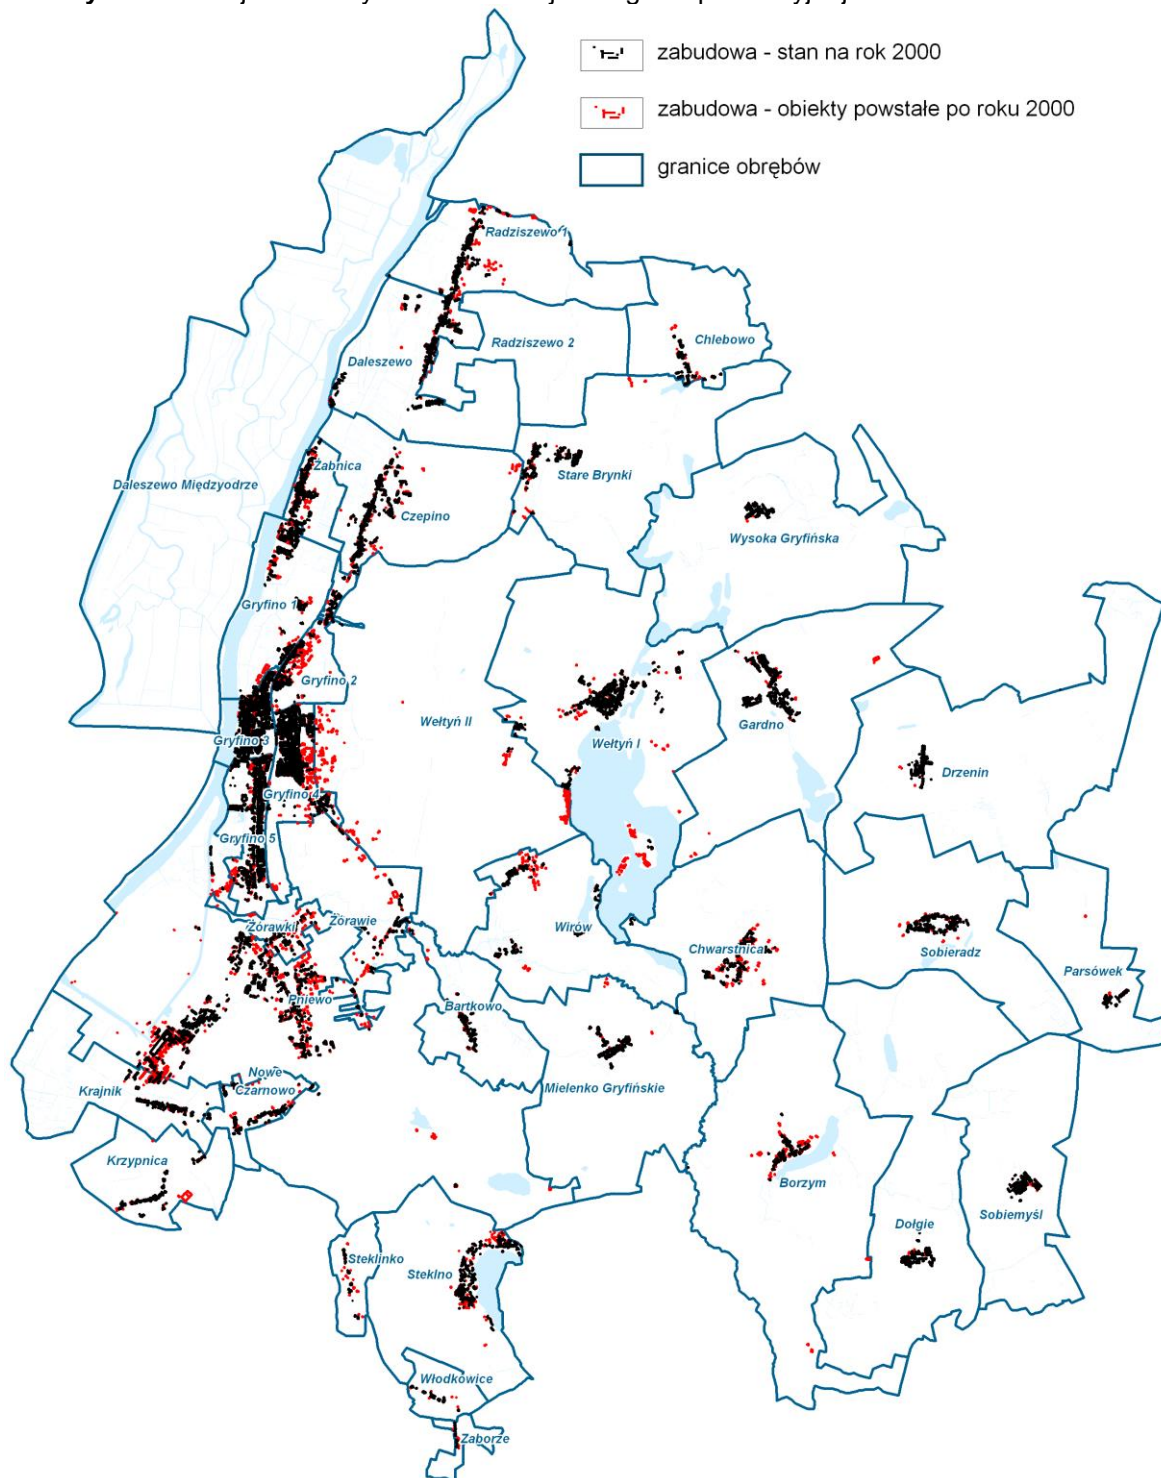 zabudowa - stan na rok 2000
zabudowa - obiekty powstałe po roku 2000
granice obrębów
Radziszewo 1
Radziszewo 2
Chlebowo
Daleszewo
Żabnica
Daleszewo Międzyodrze
Stare Brynki
Czepino
Wysoka Gryfińska
Gryfino 1
Gryfino 2
Wełtyń II
Gardno
Gryfino 3
Wełtyń I
Drzenin
Gryfino 4
Gryfino 5
Żórawki
Żórawie
Wirów
Chwarstnica
Sobieradz
Parsówek
Pniewo
Bartkowo
Nowe
Czarnowo
Krajnik
Mielenko Gryfińskie
Krzypnica
Borzym
Sobiemyśl
Dołgie
Steklinko
Steklno
Włodkowice
Zaborze